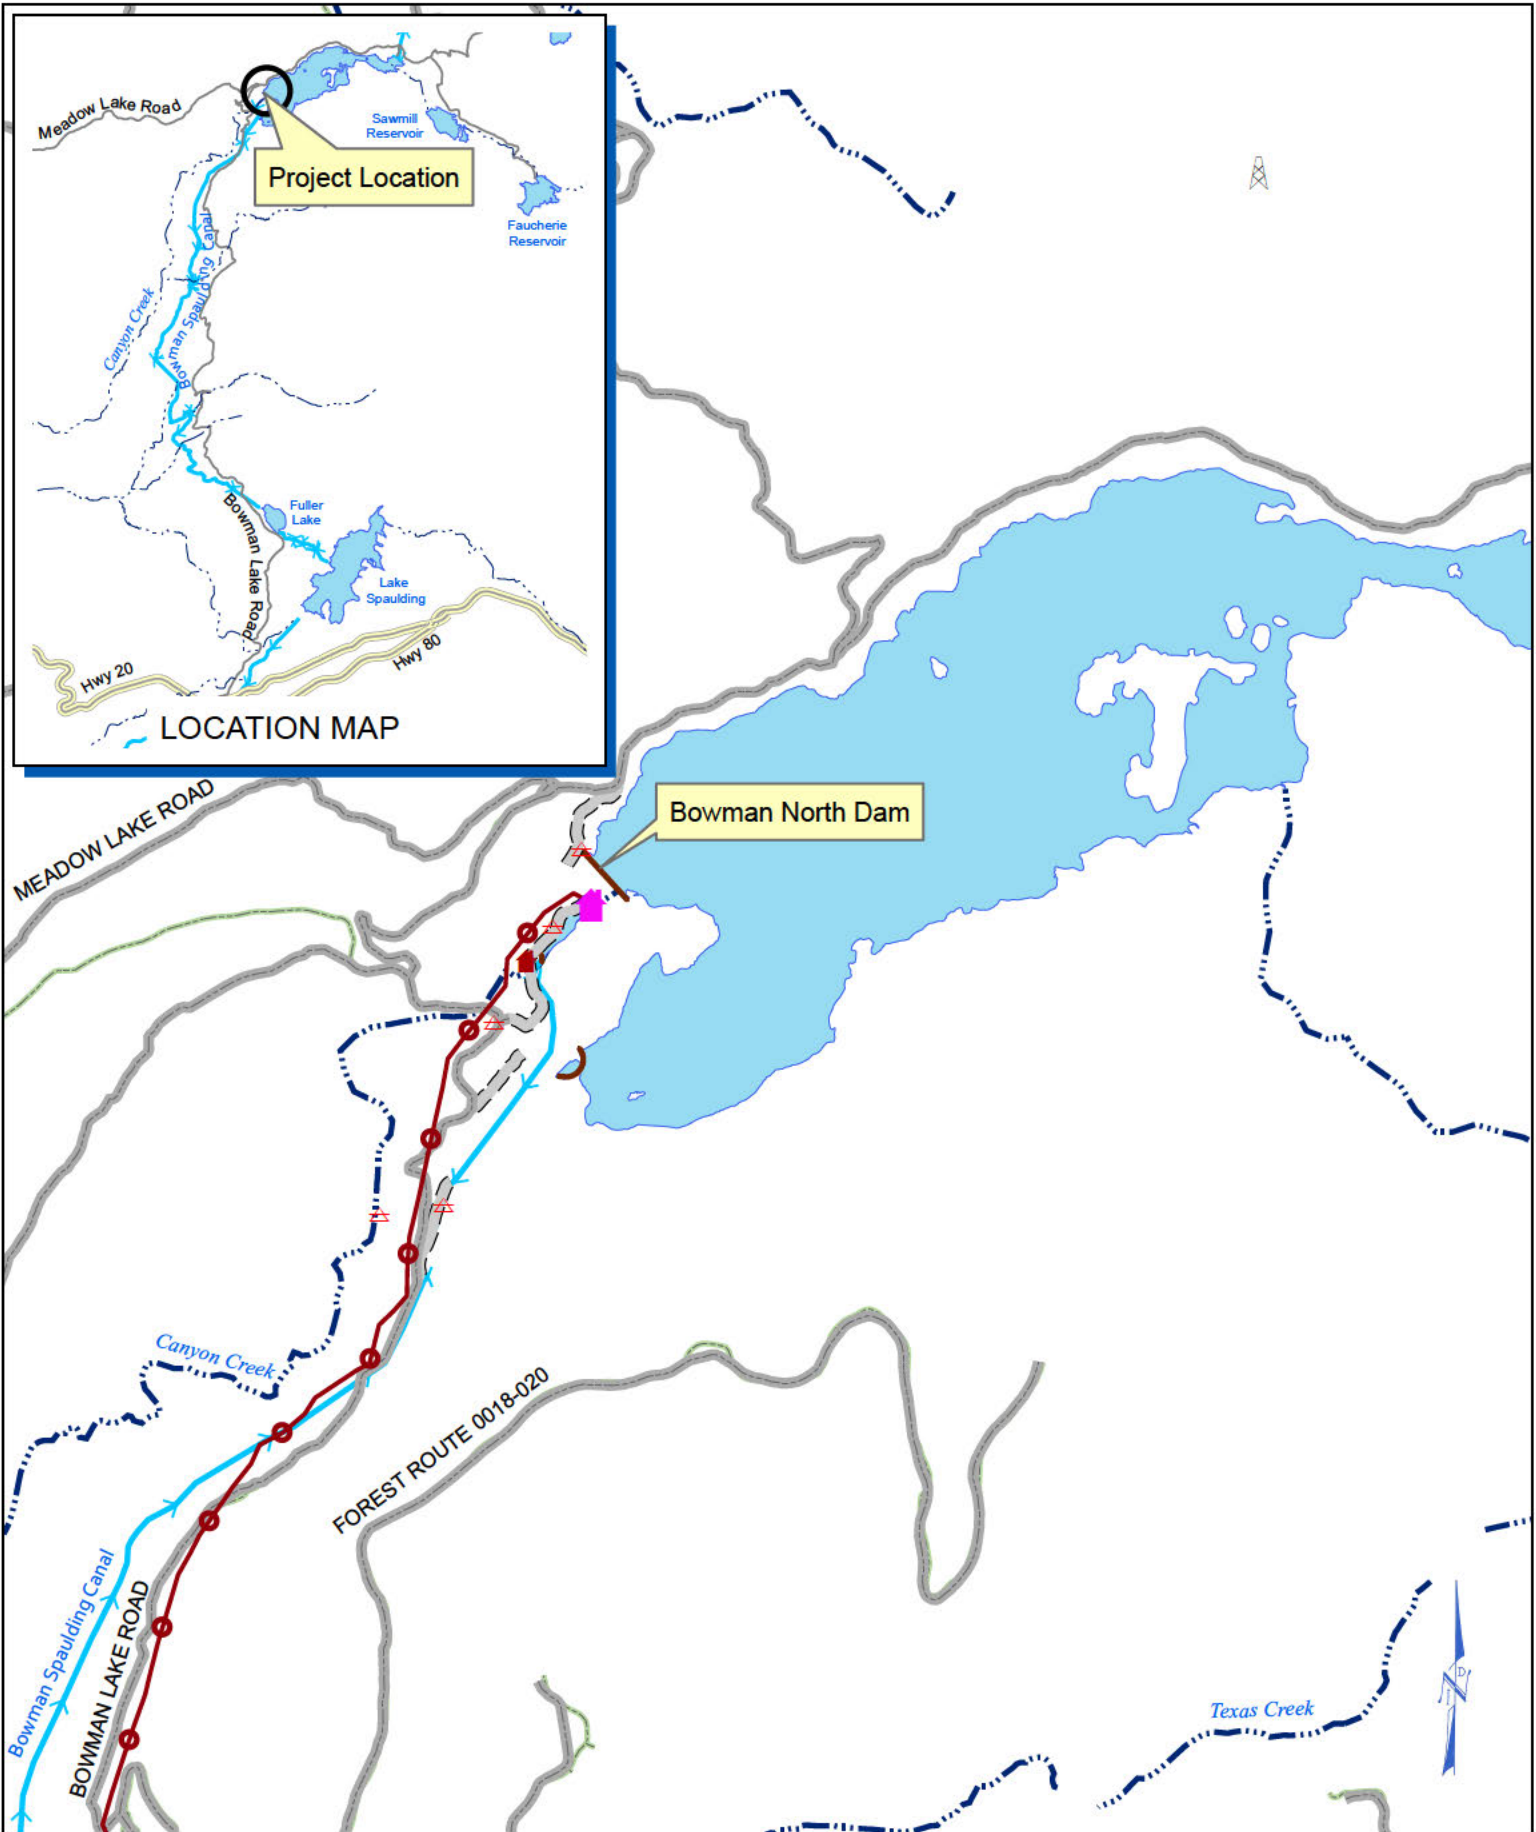 Meadow Lake Road
Sawmill
Reservoir
Project Location
Faucherie
Reservoir
Canyon Creek
Bowman Spaulding Canal
Fuller
Lake
Bowman Lake Road
Lake
Spaulding
Hwy 20
Hwy 80
LOCATION MAP
MEADOW LAKE ROAD
Bowman North Dam
Canyon Creek
FOREST ROUTE 0018-020
Bowman Spaulding Canal
BOWMAN LAKE ROAD
Texas Creek
N I D